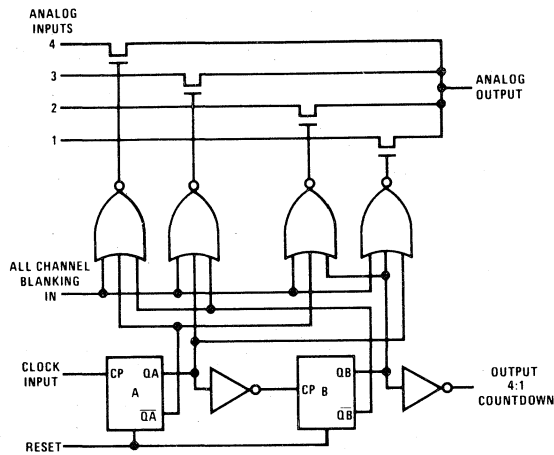 ANALOG
INPUTS
4
3
2
1
ANALOG
OUTPUT
ALL CHANNEL
BLANKING
IN
CLOCK
INPUT
CP QA
A
QA
CP B QB
QB
OUTPUT
4:1
COUNTDOWN
RESET